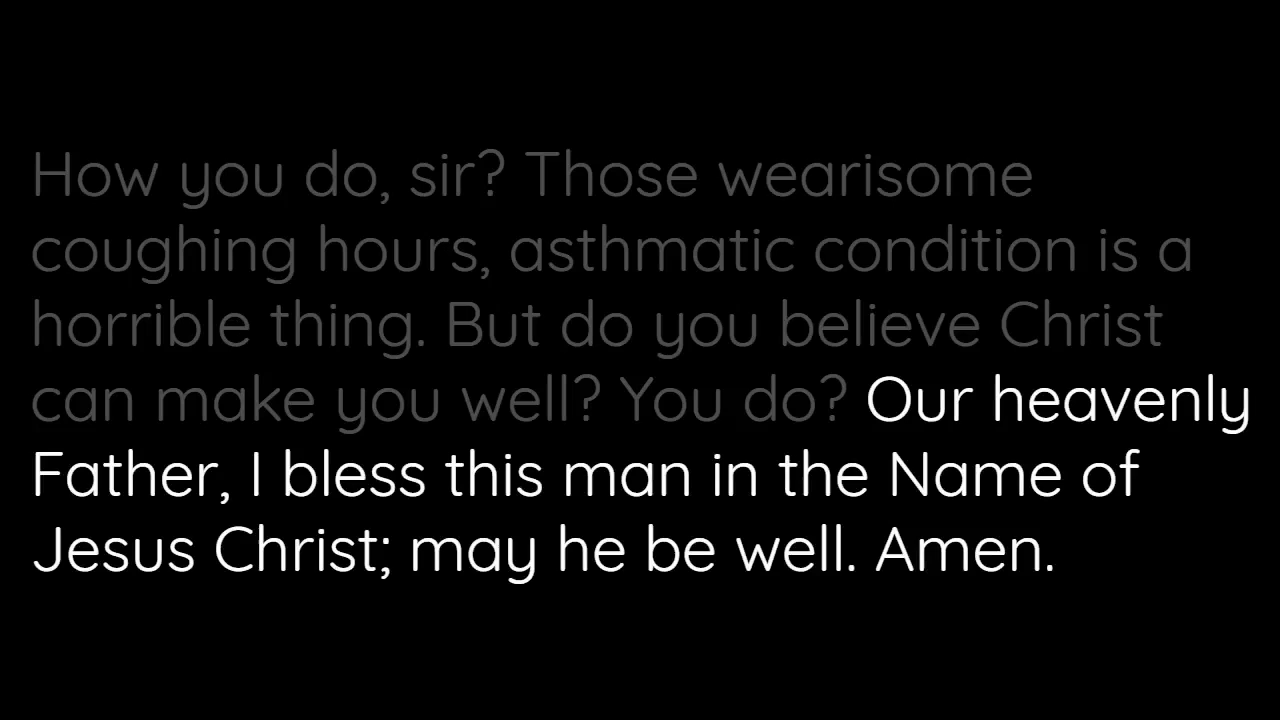 How you do, sir? Those wearisome
coughing hours, asthmatic condition is a
horrible thing. But do you believe Christ
can make you well? You do? Our heavenly
Father, I bless this man in the Name of
Jesus Christ; may he be well. Amen.